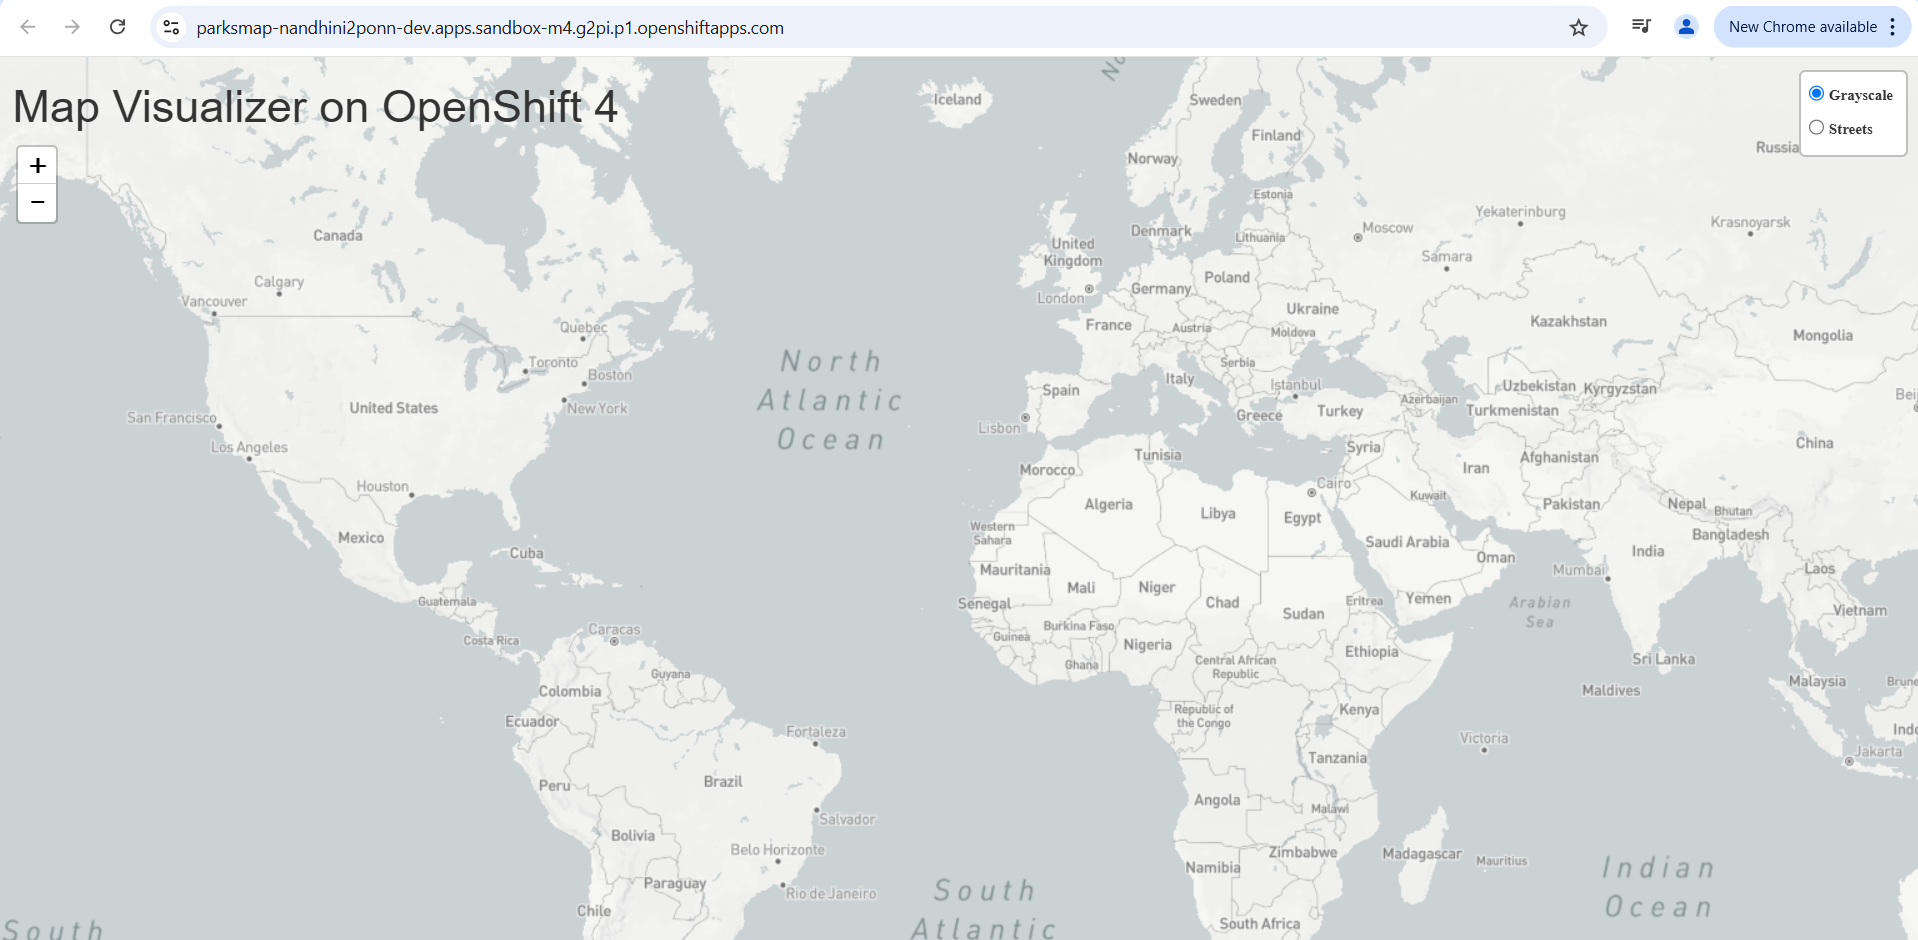 parksmap-nandhini2ponn-dev.apps.sandbox-m4.g2pi.p1.openshiftapps.com
New Chrome available
Map Visualizer on OpenShift 4
+
−
Grayscale
Streets
Iceland
Sweden
Finland
Russia
Norway
Estonia
Canada
Denmark
Lithuania
Moscow
Yekaterinburg
Krasnoyarsk
United
Kingdom
Samara
Calgary
Vancouver
London
Germany
Poland
Ukraine
Kazakhstan
Mongolia
Quebec
France
Austria
Moldova
Toronto
Boston
North
Atlantic
Ocean
Serbia
Italy
Istanbul
Spain
Uzbekistan
Kyrgyzstan
Azerbaijan
Turkmenistan
Bei
United States
New York
San Francisco
Los Angeles
Lisbon
Greece
Turkey
China
Tunisia
Syria
Iran
Afghanistan
Morocco
Houston
Cairo
Kuwait
Algeria
Libya
Egypt
Pakistan
Nepal
Bhutan
Western
Sahara
Mexico
Cuba
Saudi Arabia
Oman
India
Bangladesh
Mauritania
Mali
Niger
Chad
Sudan
Eritrea
Yemen
Mumbai
Laos
Arabian
Sea
Vietnam
Guatemala
Senegal
Burkina Faso
Guinea
Nigeria
Ghana
Central African
Republic
Ethiopia
Costa Rica
Caracas
Guyana
Colombia
Sri Lanka
Maldives
Malaysia
Brune
Ecuador
Republic of
the Congo
Kenya
Fortaleza
Victoria
Indo
Jakarta
Tanzania
Peru
Brazil
Angola
Malawi
Salvador
Bolivia
Belo Horizonte
Zimbabwe
Madagascar
Mauritius
Namibia
Indian
Ocean
Paraguay
Rio de Janeiro
South
Atlantic
Chile
South Africa
South
No